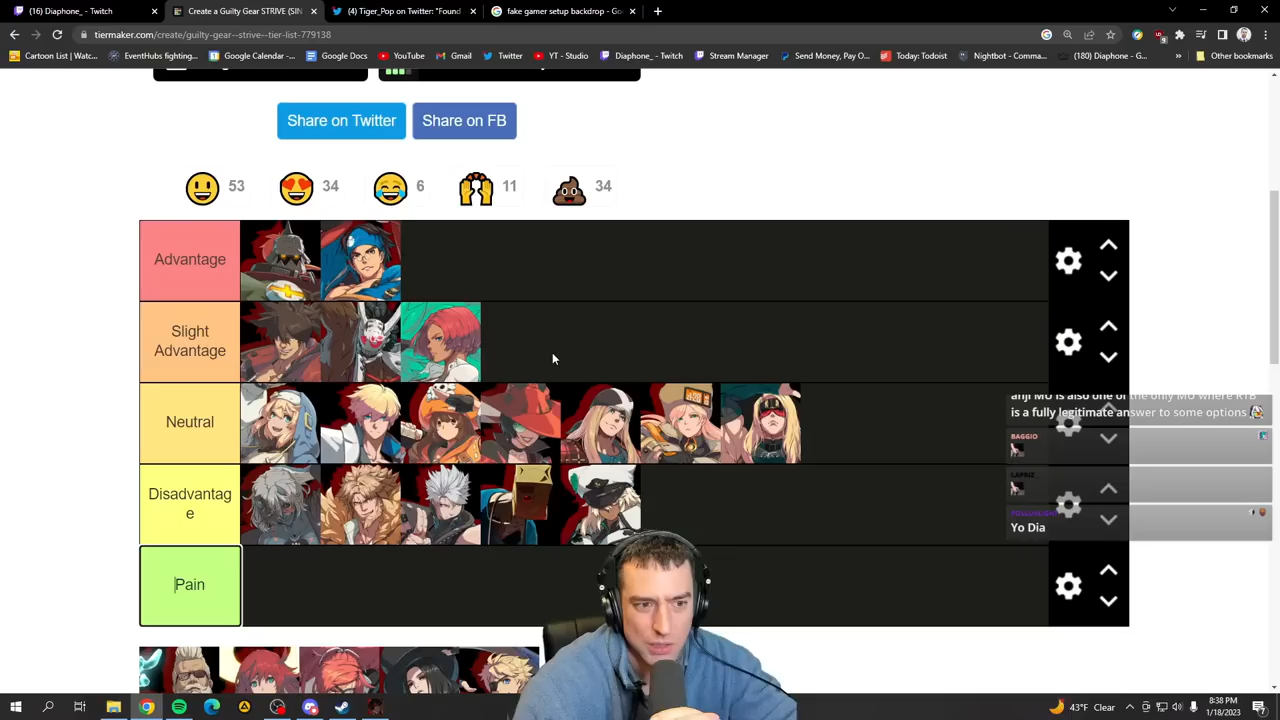 (16) Diaphone_ - Twitch
Create a Guilty Gear STRIVE (SIN
(4) Tiger_Pop on Twitter: "Found
fake gamer setup backdrop - Go
tiermaker.com/create/guilty-gear--strive--tier-list-779138
Cartoon List | Watc...
EventHubs fighting...
Google Calendar -...
Google Docs
YouTube
Gmail
Twitter
YT - Studio
Diaphone_ - Twitch
Stream Manager
Send Money, Pay O...
Today: Todoist
Nightbot - Comma...
(180) Diaphone - G...
Other bookmarks
Share on Twitter
Share on FB
53
34
6
11
34
Advantage
Slight
Advantage
Neutral
anji MU is also one of the only MU where RTB
is a fully legitimate answer to some options
BAGGIO
Disadvantag
e
Yo Dia
Pain
43°F Clear
8:38 PM
1/18/2023